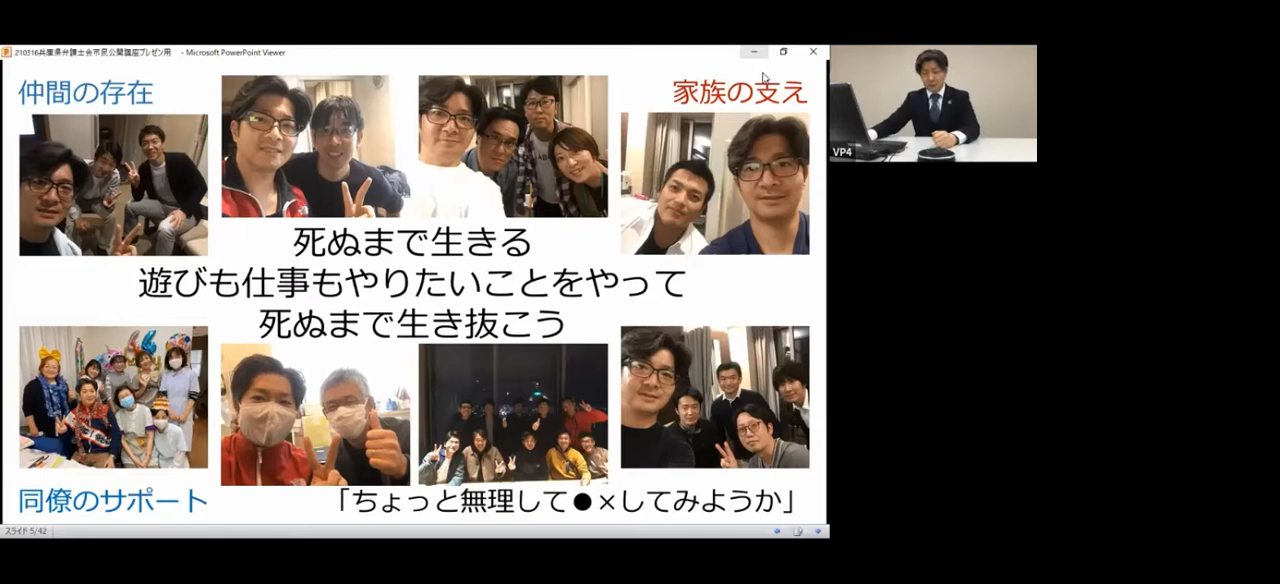 210316兵庫県弁護士会市民公開講座プレゼン用 - Microsoft PowerPoint Viewer
仲間の存在
家族の支え
VP4
死ぬまで生きる
遊びも仕事もやりたいことをやって
死ぬまで生き抜こう
同僚のサポート
「ちょっと無理して●×してみようか」
スライド 5/42